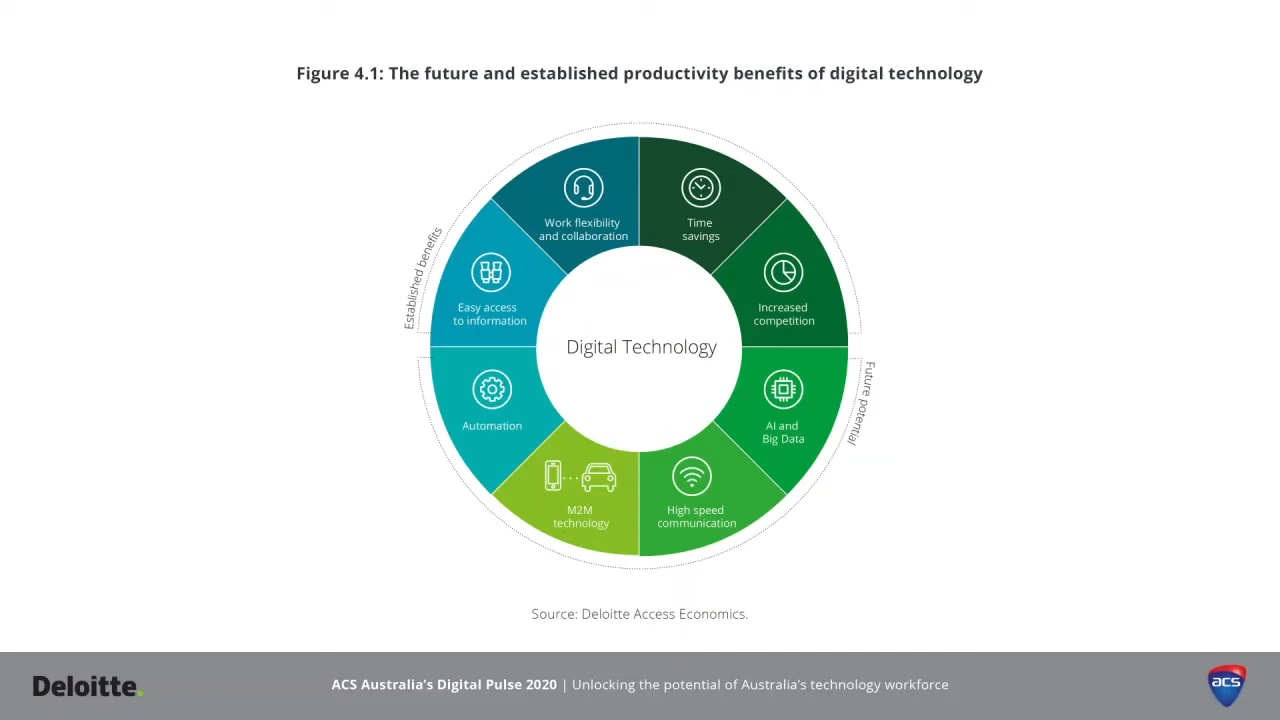 Figure 4.1: The future and established productivity benefits of digital technology
Established benefits
Work flexibility
and collaboration
Time
savings
Easy access
to information
Increased
competition
Digital Technology
Future potential
Automation
AI and
Big Data
M2M
technology
High speed
communication
Source: Deloitte Access Economics.
Deloitte.
ACS Australia's Digital Pulse 2020 | Unlocking the potential of Australia's technology workforce
acs